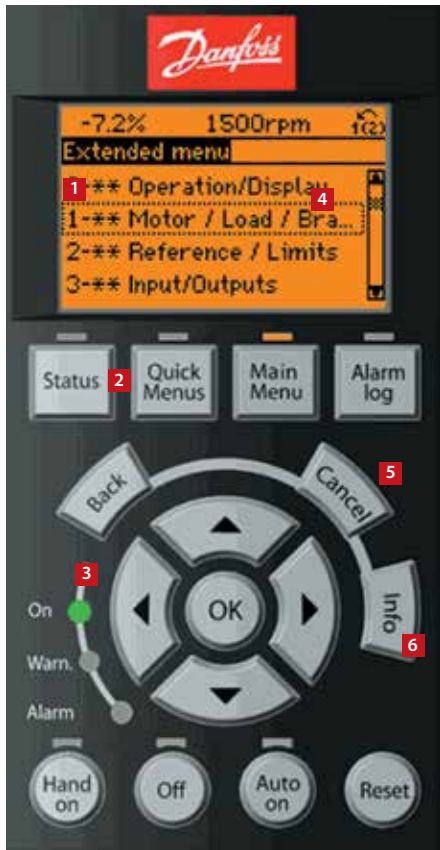 Danfoss
-7.2% 1500rpm 1(2)
Extended menu
1 -** Operation/Display
4
1-** Motor / Load / Bra...
2-** Reference / Limits
3-** Input/Outputs
Status 2 Quick Menus Main Menu Alarm log
Back Cancel 5
3
On OK Info
6
Warn.
Alarm
Hand on Off Auto on Reset